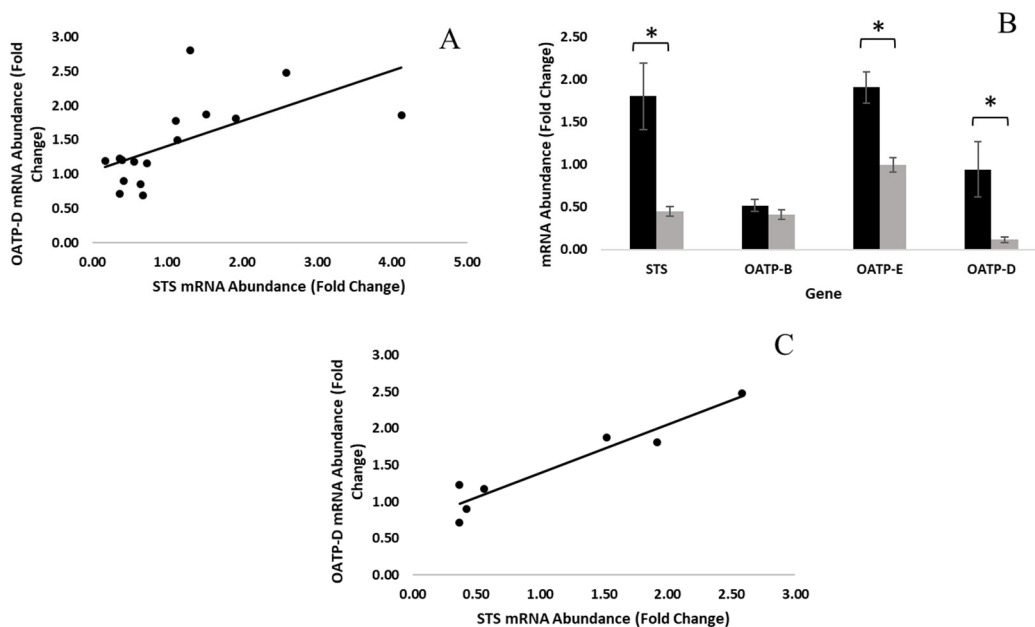 A
OATP-D mRNA Abundance (Fold
Change)
3.00
2.50
2.00
1.50
1.00
0.50
0.00
0.00 1.00 2.00 3.00 4.00 5.00
STS mRNA Abundance (Fold Change)
B
mRNA Abundance (Fold Change)
2.50
2.00
1.50
1.00
0.50
0.00
* * *
STS OATP-B OATP-E OATP-D
Gene
C
OATP-D mRNA Abundance (Fold
Change)
3.00
2.50
2.00
1.50
1.00
0.50
0.00
0.00 0.50 1.00 1.50 2.00 2.50 3.00
STS mRNA Abundance (Fold Change)